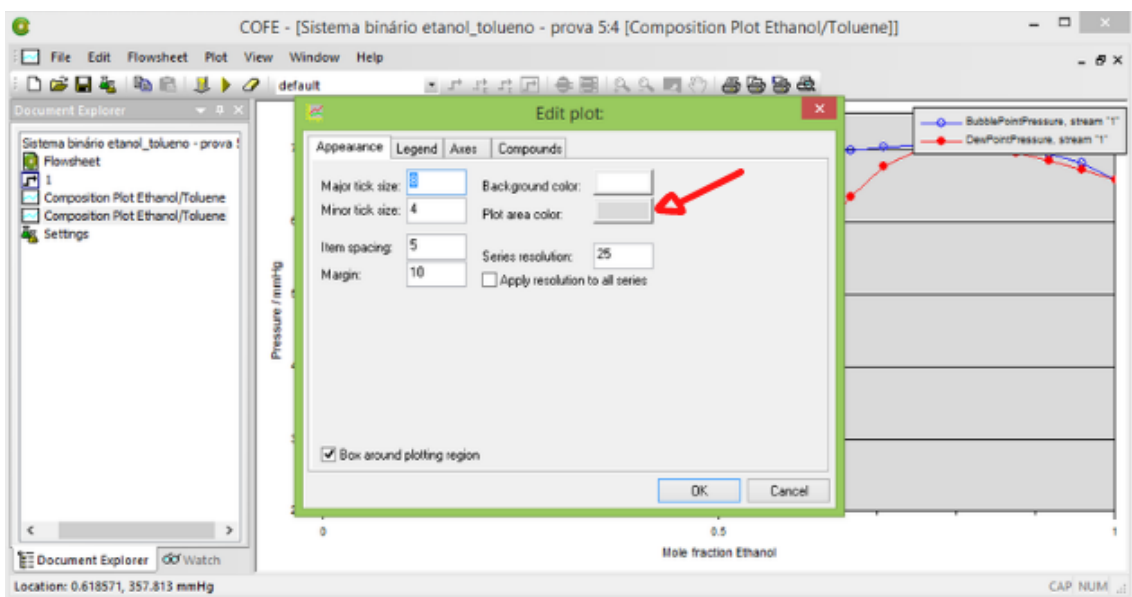 COFE - [Sistema binário etanol_tolueno - prova 5:4 [Composition Plot Ethanol/Toluene]]
File Edit Flowsheet Plot View Window Help
default
Document Explorer
Sistema binário etanol_tolueno - prova
Flowsheet
1
Composition Plot Ethanol/Toluene
Composition Plot Ethanol/Toluene
Settings
Document Explorer
Watch
Edit plot:
Appearance Legend Axes Compounds
Major tick size: 8 Background color:
Minor tick size: 4 Plot area color:
Item spacing: 5 Series resolution: 25
Margin: 10 Apply resolution to all series
Box around plotting region
OK Cancel
BubblePointPressure, stream "1"
DewPointPressure, stream "1"
Pressure / mmHg
0 0.5 1
Mole fraction Ethanol
Location: 0.618571, 357.813 mmHg
CAP NUM